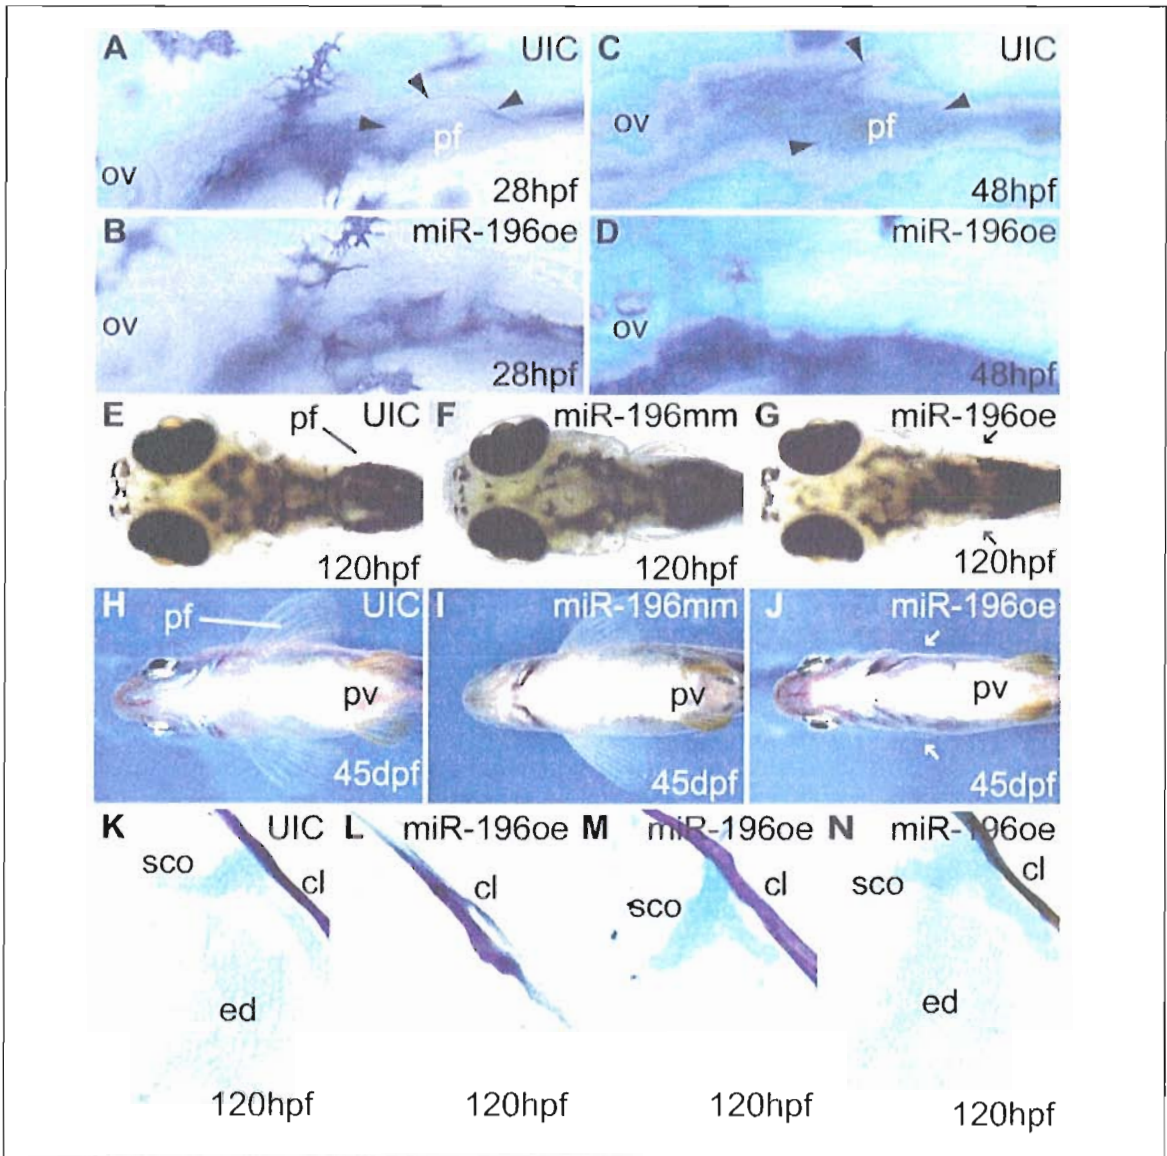 A UIC C UIC
ov pf ov pf
28hpf 48hpf
B miR-196oe D miR-196oe
ov ov
28hpf 48hpf
E pf UIC F miR-196mm G miR-196oe
120hpf 120hpf 120hpf
H UIC I miR-196mm J miR-196oe
pf
pv pv pv
45dpf 45dpf 45dpf
K UIC L miR-196oe M miR-196oe N miR-196oe
sco cl cl sco cl sco cl
ed ed
120hpf 120hpf 120hpf 120hpf